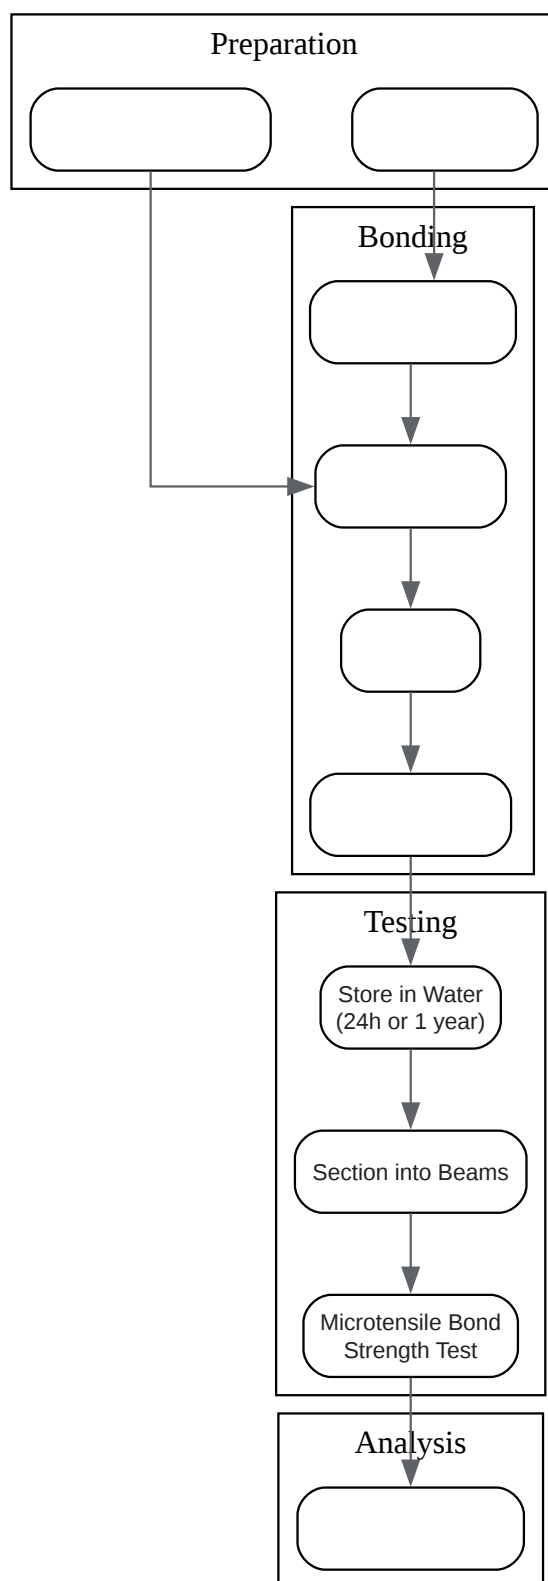 Preparation
Bonding
Testing
Store in Water
(24h or 1 year)
Section into Beams
Microtensile Bond
Strength Test
Analysis